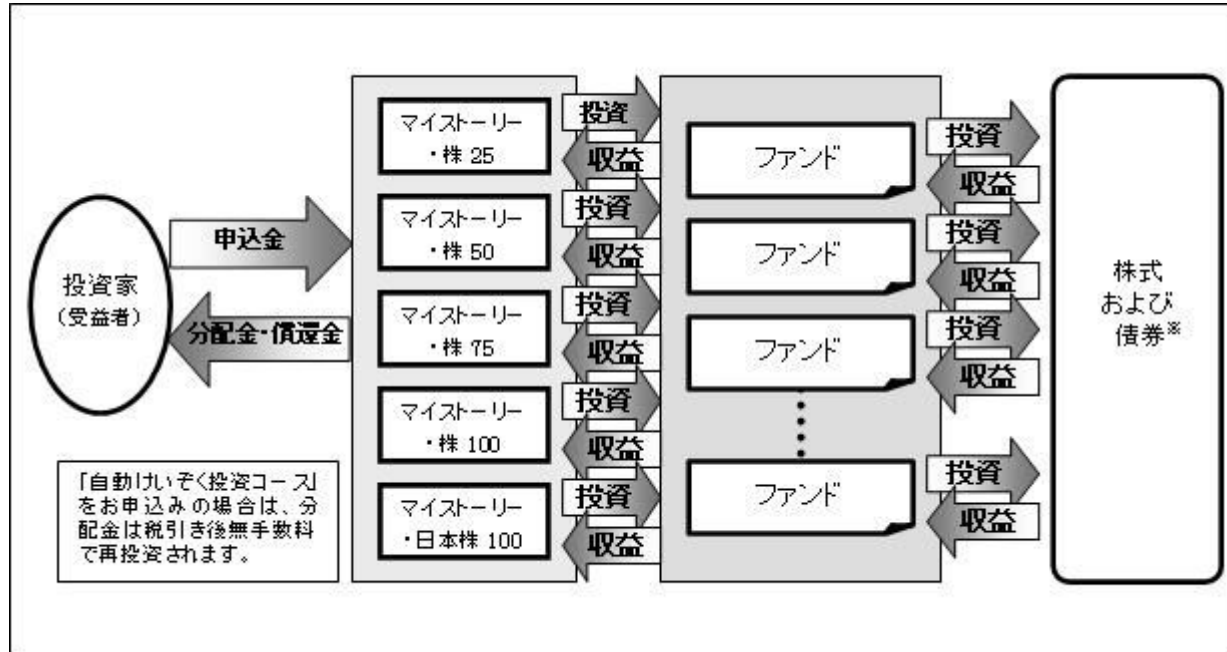 投資家
(受益者)
申込金
分配金・償還金
「自動けいぞく投資コース」
をお申込みの場合は、分
配金は税引き後無手数料
で再投資されます。
マイストーリー
・株 25
マイストーリー
・株 50
マイストーリー
・株 75
マイストーリー
・株 100
マイストーリー
・日本株 100
投資
収益
投資
収益
投資
収益
投資
収益
投資
収益
ファンド
ファンド
ファンド
ファンド
投資
収益
投資
収益
投資
収益
投資
収益
株式
および
債券※